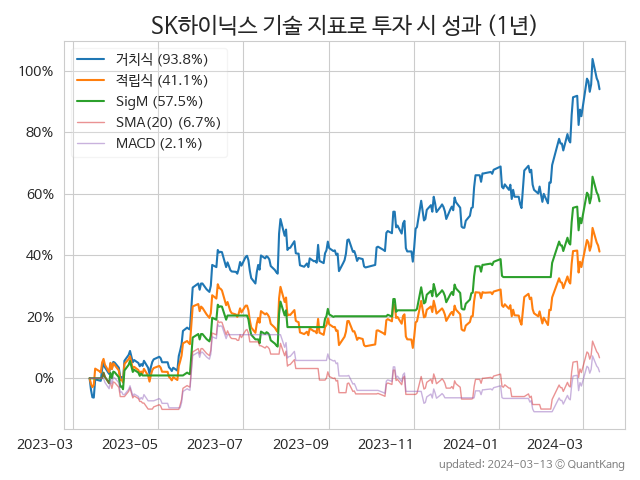 SK하이닉스 기술 지표로 투자 시 성과 (1년)
거치식 (93.8%)
적립식 (41.1%)
SigM (57.5%)
SMA(20) (6.7%)
MACD (2.1%)
100%
80%
60%
40%
20%
0%
2023-03 2023-05 2023-07 2023-09 2023-11 2024-01 2024-03
updated: 2024-03-13 © QuantKang